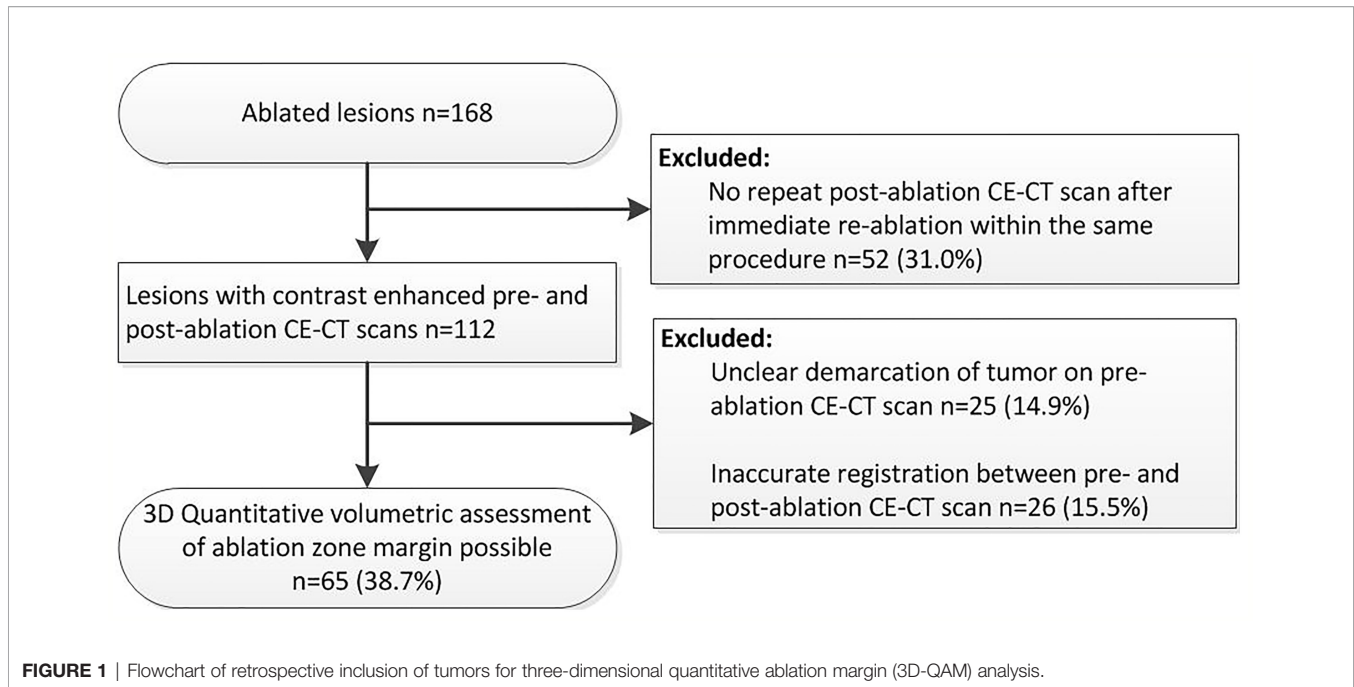 Ablated lesions n=168
Excluded:
No repeat post-ablation CE-CT scan after
immediate re-ablation within the same
procedure n=52 (31.0%)
Lesions with contrast enhanced pre- and
post-ablation CE-CT scans n=112
Excluded:
Unclear demarcation of tumor on pre-
ablation CE-CT scan n=25 (14.9%)
Inaccurate registration between pre- and
post-ablation CE-CT scan n=26 (15.5%)
3D Quantitative volumetric assessment
of ablation zone margin possible
n=65 (38.7%)
FIGURE 1 | Flowchart of retrospective inclusion of tumors for three-dimensional quantitative ablation margin (3D-QAM) analysis.